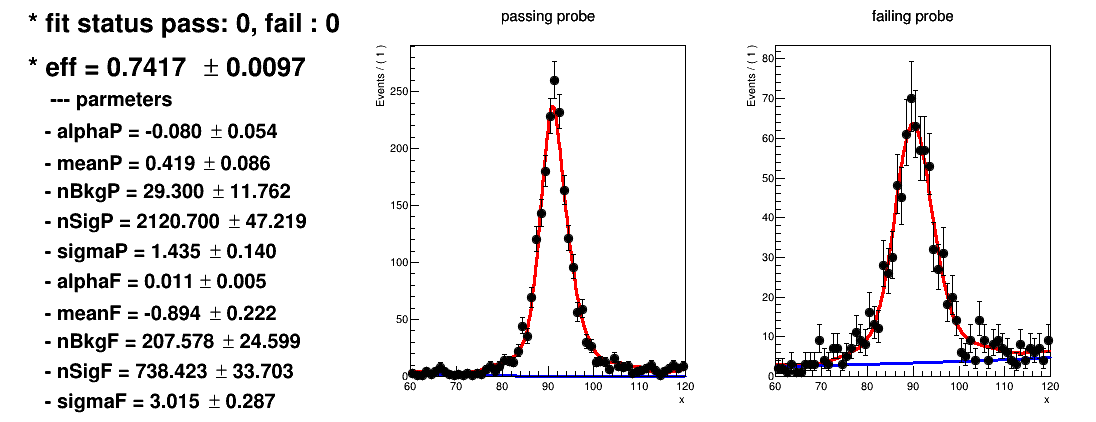 * fit status pass: 0, fail : 0
* eff = 0.7417 ± 0.0097
--- parmeters
- alphaP = -0.080 ± 0.054
- meanP = 0.419 ± 0.086
- nBkgP = 29.300 ± 11.762
- nSigP = 2120.700 ± 47.219
- sigmaP = 1.435 ± 0.140
- alphaF = 0.011 ± 0.005
- meanF = -0.894 ± 0.222
- nBkgF = 207.578 ± 24.599
- nSigF = 738.423 ± 33.703
- sigmaF = 3.015 ± 0.287
passing probe
Events / ( 1 )
250
200
150
100
50
0
60 70 80 90 100 110 120
x
failing probe
Events / ( 1 )
80
70
60
50
40
30
20
10
0
60 70 80 90 100 110 120
x